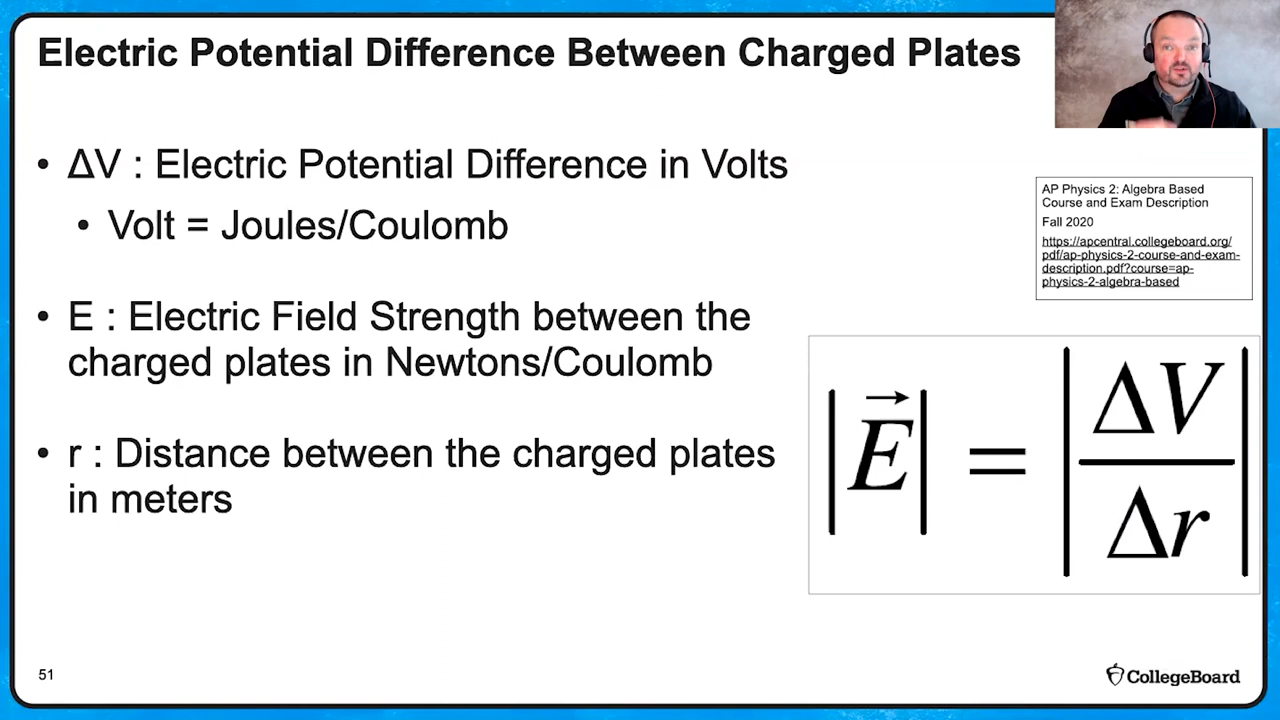 Electric Potential Difference Between Charged Plates
• ΔV : Electric Potential Difference in Volts
• Volt = Joules/Coulomb
• E : Electric Field Strength between the
charged plates in Newtons/Coulomb
• r : Distance between the charged plates
in meters
AP Physics 2: Algebra Based
Course and Exam Description
Fall 2020
https://apcentral.collegeboard.org/
pdf/ap-physics-2-course-and-exam-
description.pdf?course=ap-
physics-2-algebra-based
|E⃗| = |ΔV/Δr|
51
CollegeBoard